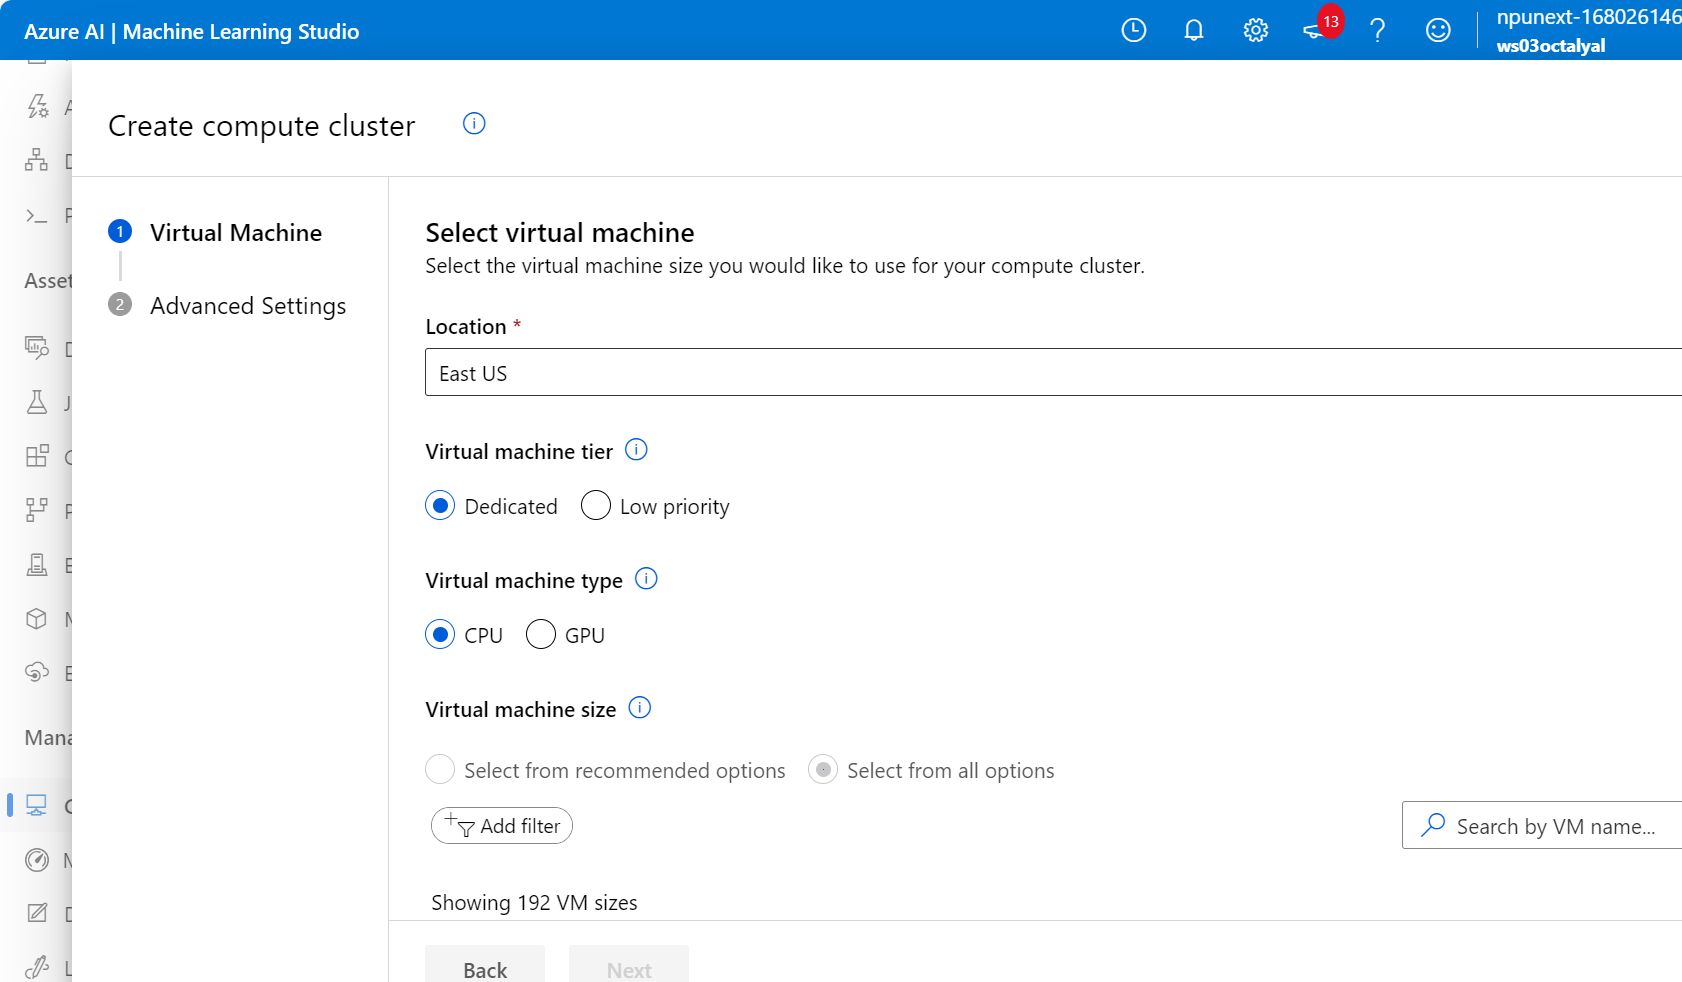 Azure AI | Machine Learning Studio
13
npunext-168026146
ws03octalyal
Create compute cluster
Asset
Mana
1 Virtual Machine
2 Advanced Settings
Select virtual machine
Select the virtual machine size you would like to use for your compute cluster.
Location *
East US
Virtual machine tier
Dedicated Low priority
Virtual machine type
CPU GPU
Virtual machine size
Select from recommended options Select from all options
Add filter Search by VM name...
Showing 192 VM sizes
Back Next